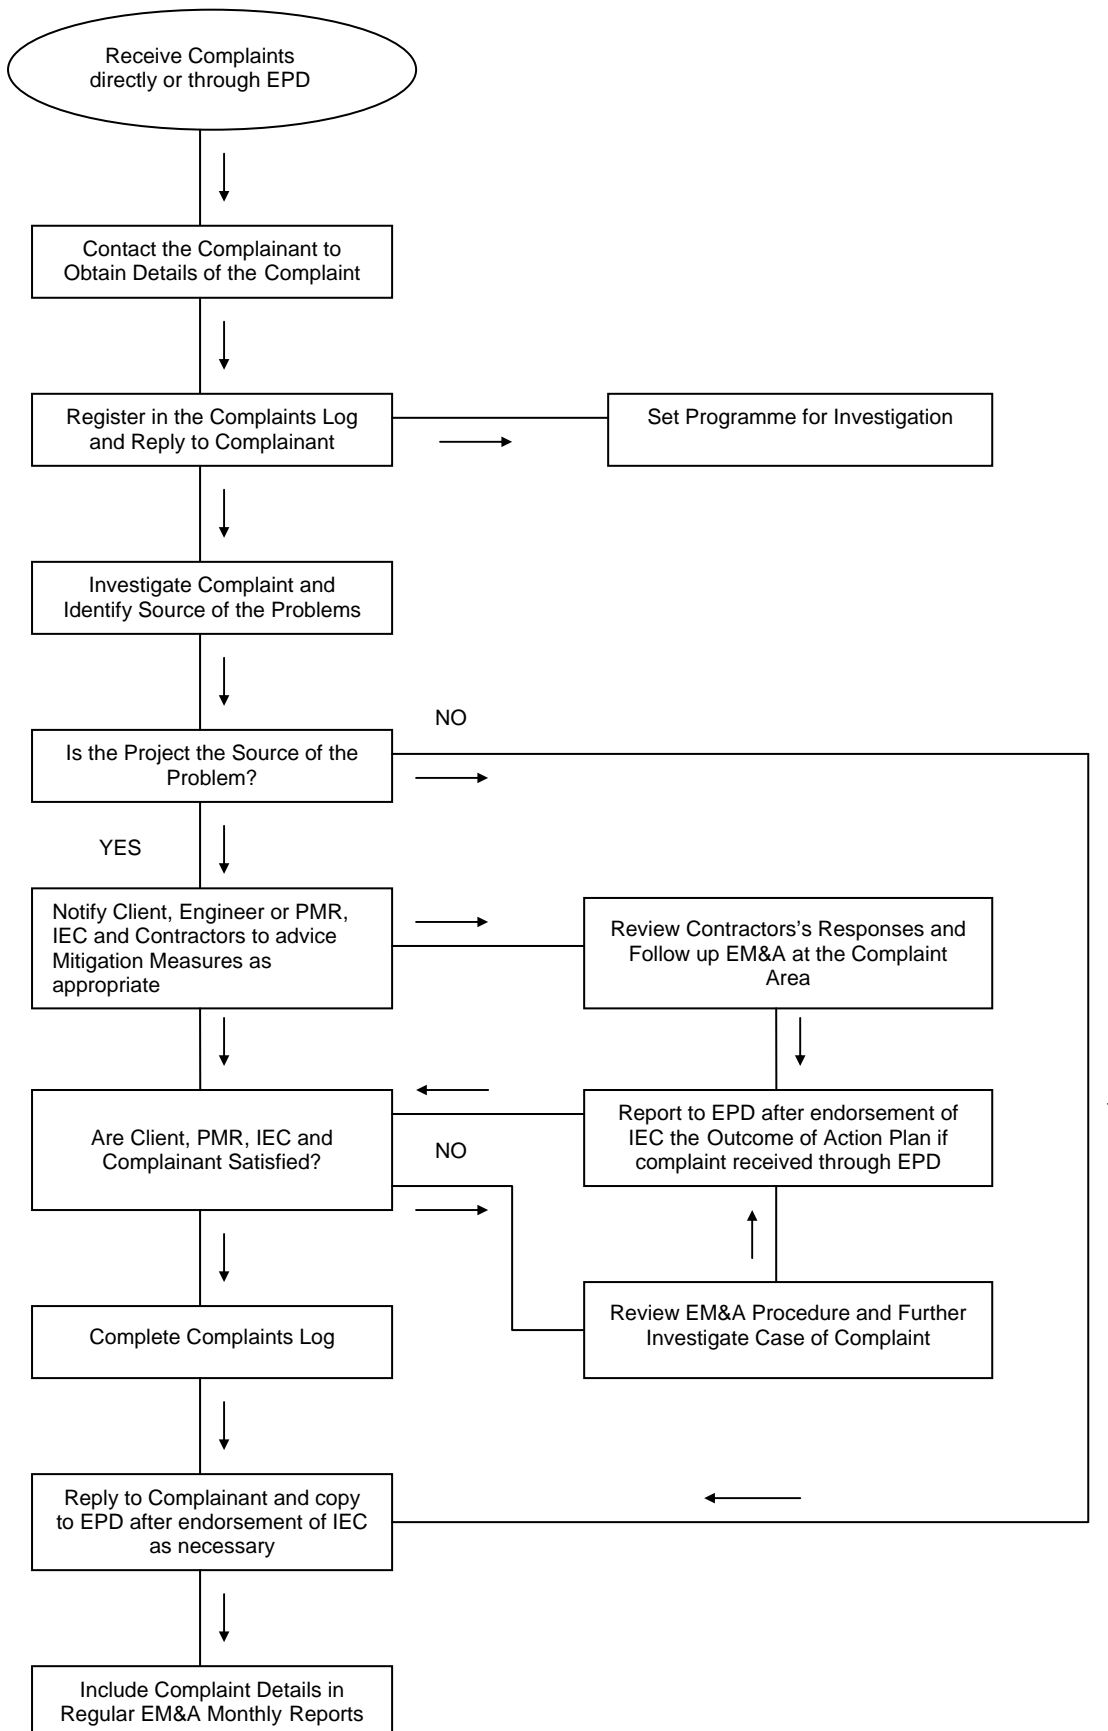 Receive Complaints
directly or through EPD
Contact the Complainant to
Obtain Details of the Complaint
Register in the Complaints Log
and Reply to Complainant
Set Programme for Investigation
Investigate Complaint and
Identify Source of the Problems
NO
Is the Project the Source of the
Problem?
YES
Notify Client, Engineer or PMR,
IEC and Contractors to advice
Mitigation Measures as
appropriate
Review Contractors's Responses and
Follow up EM&A at the Complaint
Area
Are Client, PMR, IEC and
Complainant Satisfied?
NO
Report to EPD after endorsement of
IEC the Outcome of Action Plan if
complaint received through EPD
Complete Complaints Log
Review EM&A Procedure and Further
Investigate Case of Complaint
Reply to Complainant and copy
to EPD after endorsement of IEC
as necessary
Include Complaint Details in
Regular EM&A Monthly Reports